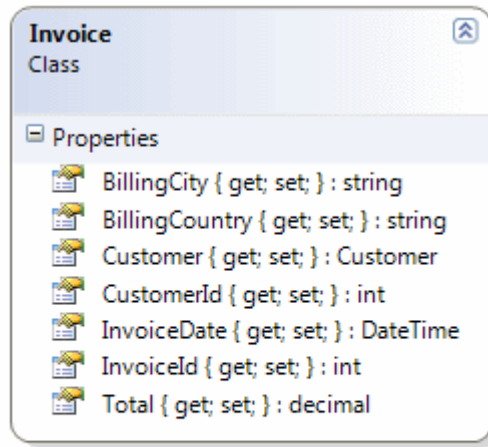 Invoice
Class
Properties
BillingCity { get; set; } : string
BillingCountry { get; set; } : string
Customer { get; set; } : Customer
CustomerId { get; set; } : int
InvoiceDate { get; set; } : DateTime
InvoiceId { get; set; } : int
Total { get; set; } : decimal